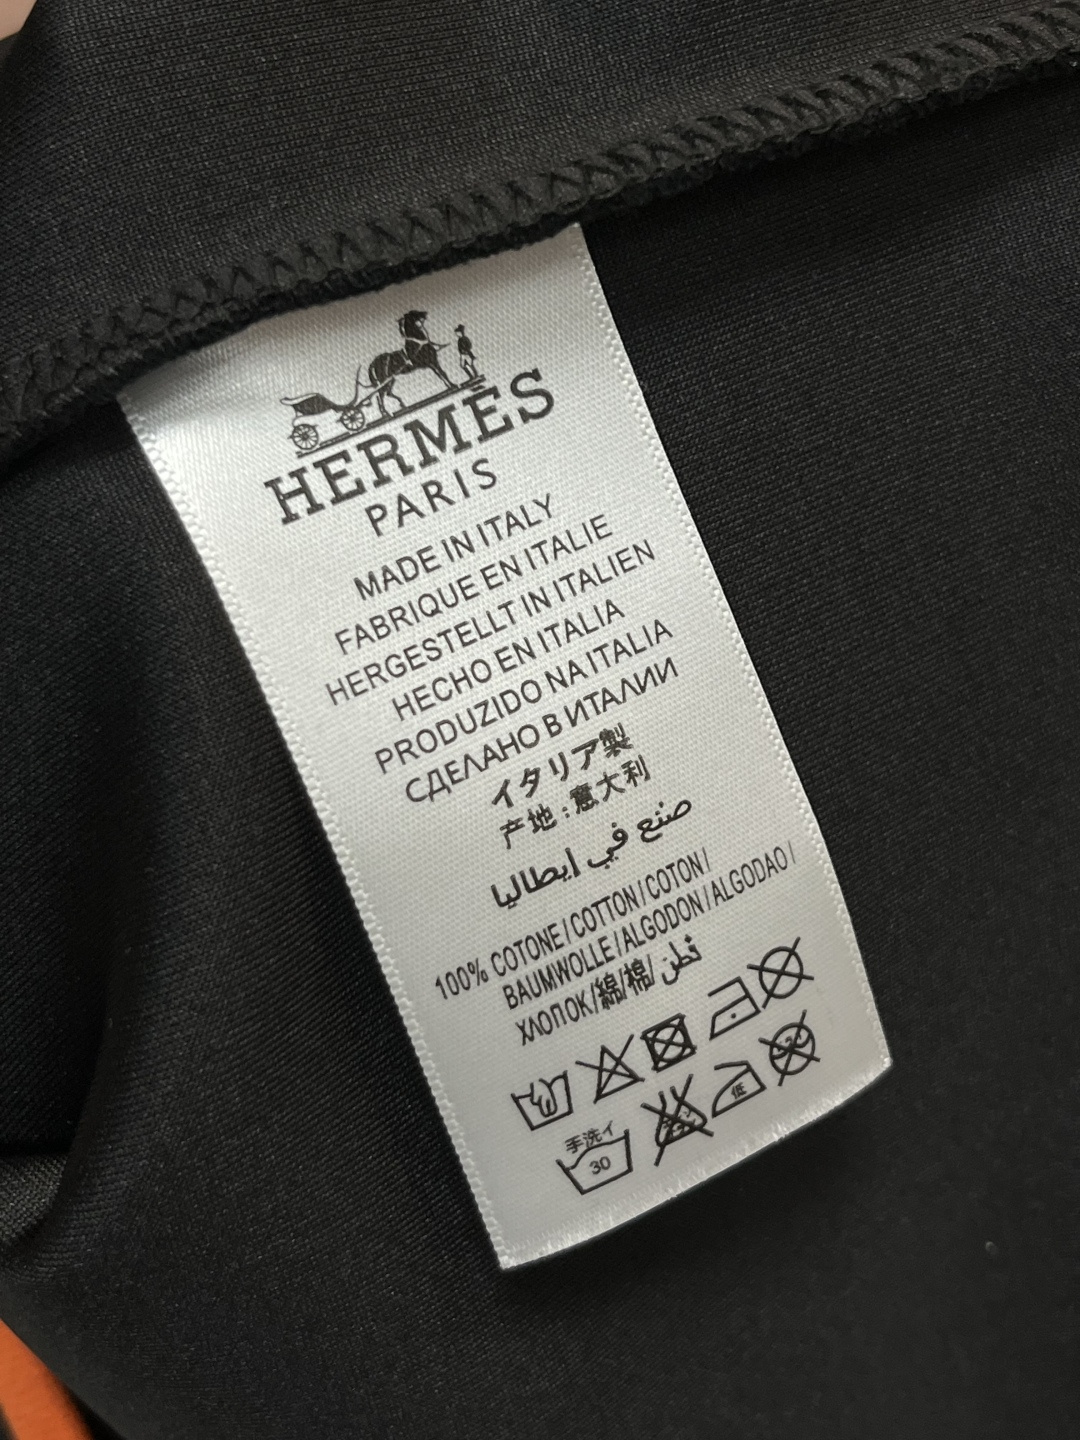 HERMÈS
PARIS
MADE IN ITALY
FABRIQUE EN ITALIE
HERGESTELLT IN ITALIEN
HECHO EN ITALIA
PRODUZIDO NA ITALIA
СДЕЛАНО В ИТАЛИИ
イタリア製
产地:意大利
صنع في إيطاليا
100% COTONE/COTTON/COTON/
BAUMWOLLE/ALGODON/ALGODAO/
ХЛОПОК/綿/棉/قطن
手洗イ
30
低